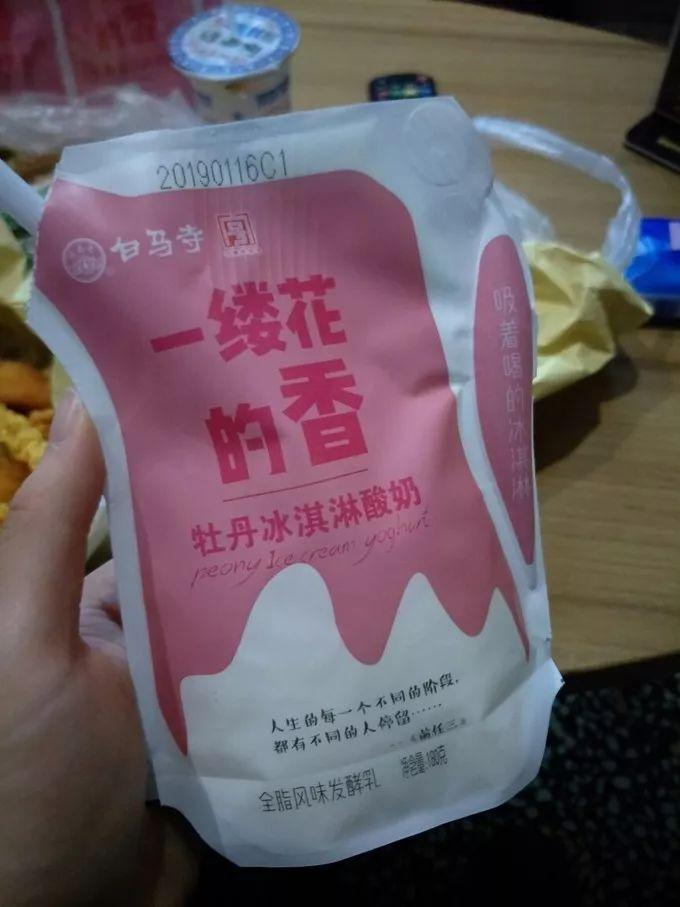 20190116C1
白马寺
一缕花
的香
牡丹冰淇淋酸奶
peony Ice cream yoghurt
人生的每一个不同的阶段，
都有不同的人停留……
前任三
全脂风味发酵乳
净含量:180克
吸着喝的冰淇淋